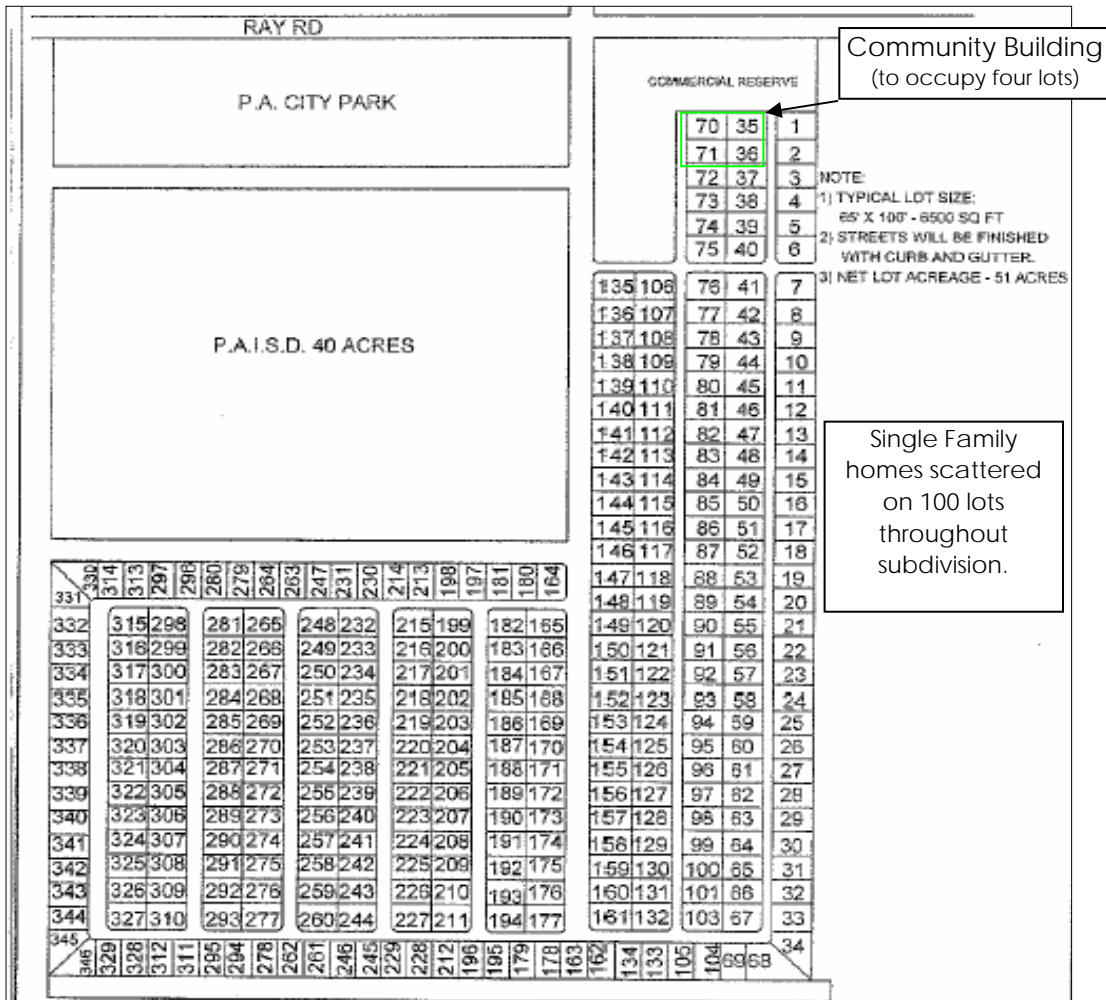 RAY RD
P.A. CITY PARK
COMMERCIAL RESERVE
Community Building
(to occupy four lots)
70 35 1
71 36 2
72 37 3
73 38 4
74 39 5
75 40 6
NOTE:
1) TYPICAL LOT SIZE:
65' X 100' - 6500 SQ FT
2) STREETS WILL BE FINISHED
WITH CURB AND GUTTER.
3) NET LOT ACREAGE - 51 ACRES
P.A.I.S.D. 40 ACRES
135 106 76 41 7
136 107 77 42 8
137 108 78 43 9
138 109 79 44 10
139 110 80 45 11
140 111 81 46 12
141 112 82 47 13
142 113 83 48 14
143 114 84 49 15
144 115 85 50 16
145 116 86 51 17
146 117 87 52 18
147 118 88 53 19
148 119 89 54 20
149 120 90 55 21
150 121 91 56 22
151 122 92 57 23
152 123 93 58 24
153 124 94 59 25
154 125 95 60 26
155 126 96 61 27
156 127 97 62 28
157 128 98 63 29
158 129 99 64 30
159 130 100 65 31
160 131 101 66 32
161 132 103 67 33
34
Single Family
homes scattered
on 100 lots
throughout
subdivision.
331 330 314 313 297 296 280 279 264 263 247 231 230 214 213 198 197 181 180 164
332 315 298 281 265 248 232 215 199 182 165
333 316 299 282 266 249 233 216 200 183 166
334 317 300 283 267 250 234 217 201 184 167
335 318 301 284 268 251 235 218 202 185 168
336 319 302 285 269 252 236 219 203 186 169
337 320 303 286 270 253 237 220 204 187 170
338 321 304 287 271 254 238 221 205 188 171
339 322 305 288 272 255 239 222 206 189 172
340 323 306 289 273 256 240 223 207 190 173
341 324 307 290 274 257 241 224 208 191 174
342 325 308 291 275 258 242 225 209 192 175
343 326 309 292 276 259 243 226 210 193 176
344 327 310 293 277 260 244 227 211 194 177
345 346 329 328 312 311 295 294 278 262 261 246 245 229 228 212 196 195 179 178 163 162 134 133 105 104 69 68